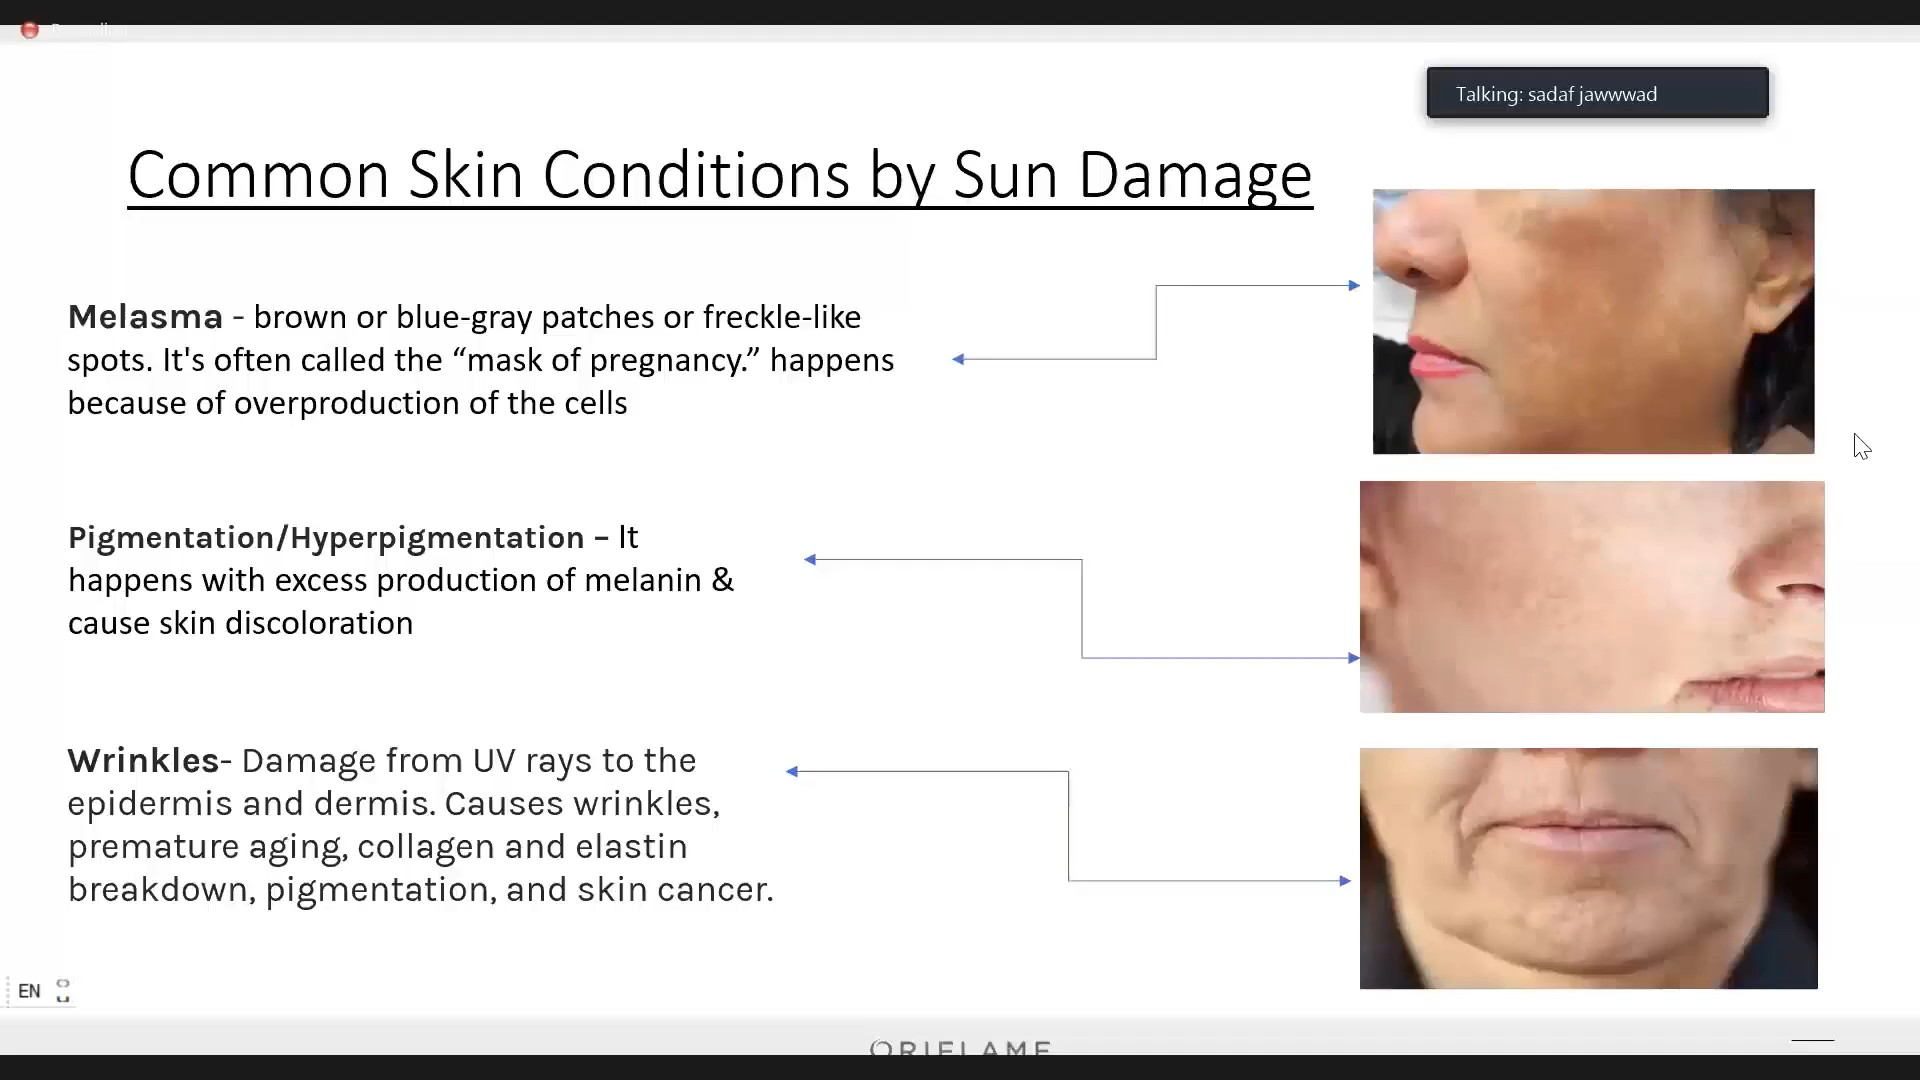 Talking: sadaf jawwwad
Common Skin Conditions by Sun Damage
Melasma - brown or blue-gray patches or freckle-like
spots. It's often called the “mask of pregnancy.” happens
because of overproduction of the cells
Pigmentation/Hyperpigmentation – It
happens with excess production of melanin &
cause skin discoloration
Wrinkles- Damage from UV rays to the
epidermis and dermis. Causes wrinkles,
premature aging, collagen and elastin
breakdown, pigmentation, and skin cancer.
EN
ORIFLAME